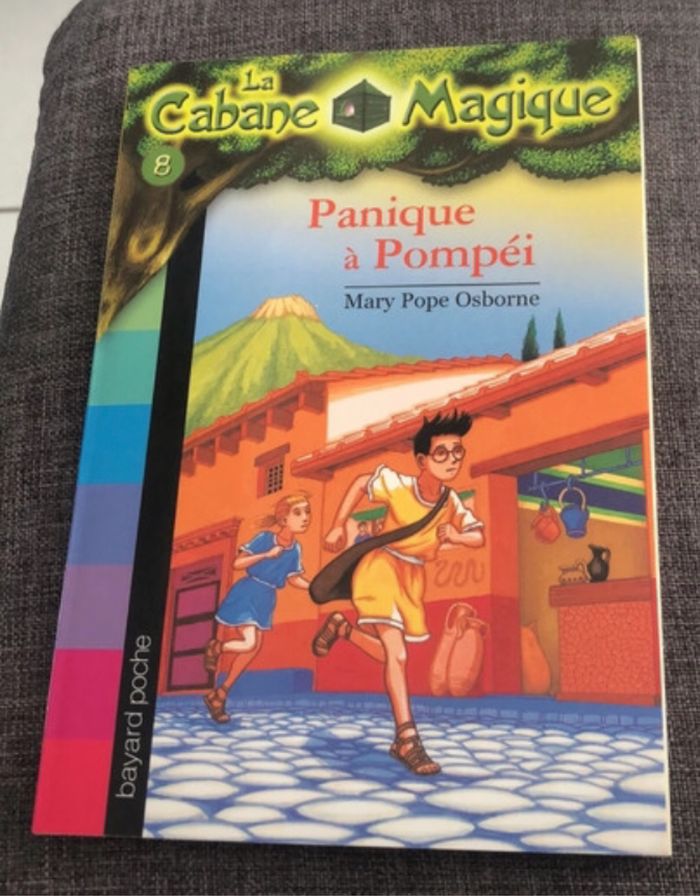 La
Cabane Magique
8
Panique
à Pompéi
Mary Pope Osborne
bayard poche